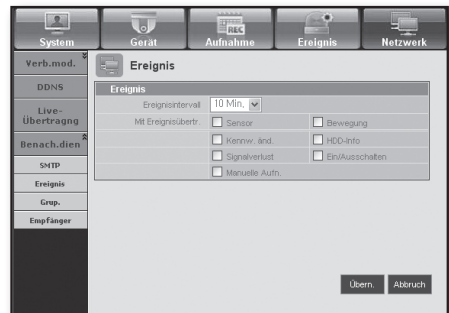 System Gerät Aufnahme Ereignis Netzwerk
REC
Verb.mod.
DDNS
Live-
Übertragng
Benach.dien
SMTP
Ereignis
Grup.
Empfänger
Ereignis
Ereignis
Ereignisintervall 10 Min,
Mit Ereignisübertr. Sensor Bewegung
Kennw. änd. HDD-Info
Signalverlust Ein/Ausschalten
Manuelle Aufn.
Übern. Abbruch